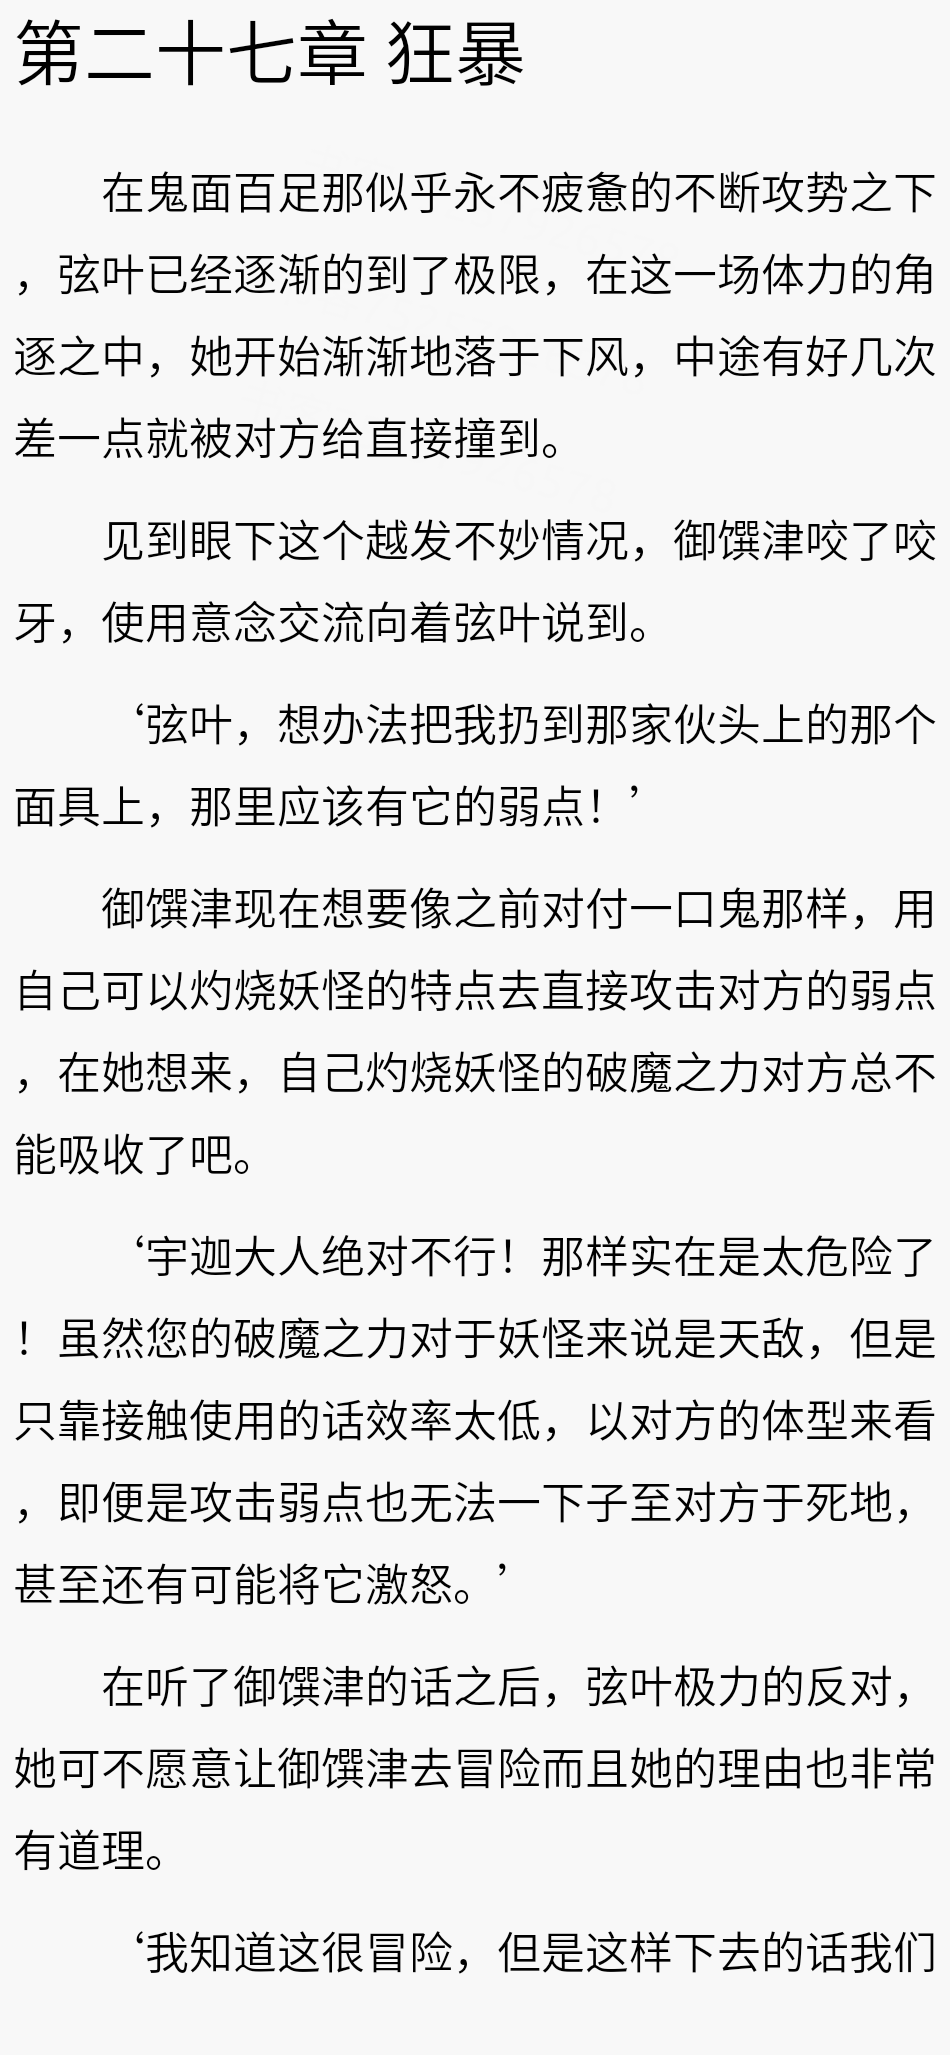 第二十七章 狂暴
在鬼面百足那似乎永不疲惫的不断攻势之下
，弦叶已经逐渐的到了极限，在这一场体力的角
逐之中，她开始渐渐地落于下风，中途有好几次
差一点就被对方给直接撞到。
见到眼下这个越发不妙情况，御馔津咬了咬
牙，使用意念交流向着弦叶说到。
‘弦叶，想办法把我扔到那家伙头上的那个
面具上，那里应该有它的弱点！’
御馔津现在想要像之前对付一口鬼那样，用
自己可以灼烧妖怪的特点去直接攻击对方的弱点
，在她想来，自己灼烧妖怪的破魔之力对方总不
能吸收了吧。
‘宇迦大人绝对不行！那样实在是太危险了
！虽然您的破魔之力对于妖怪来说是天敌，但是
只靠接触使用的话效率太低，以对方的体型来看
，即便是攻击弱点也无法一下子至对方于死地，
甚至还有可能将它激怒。’
在听了御馔津的话之后，弦叶极力的反对，
她可不愿意让御馔津去冒险而且她的理由也非常
有道理。
‘我知道这很冒险，但是这样下去的话我们